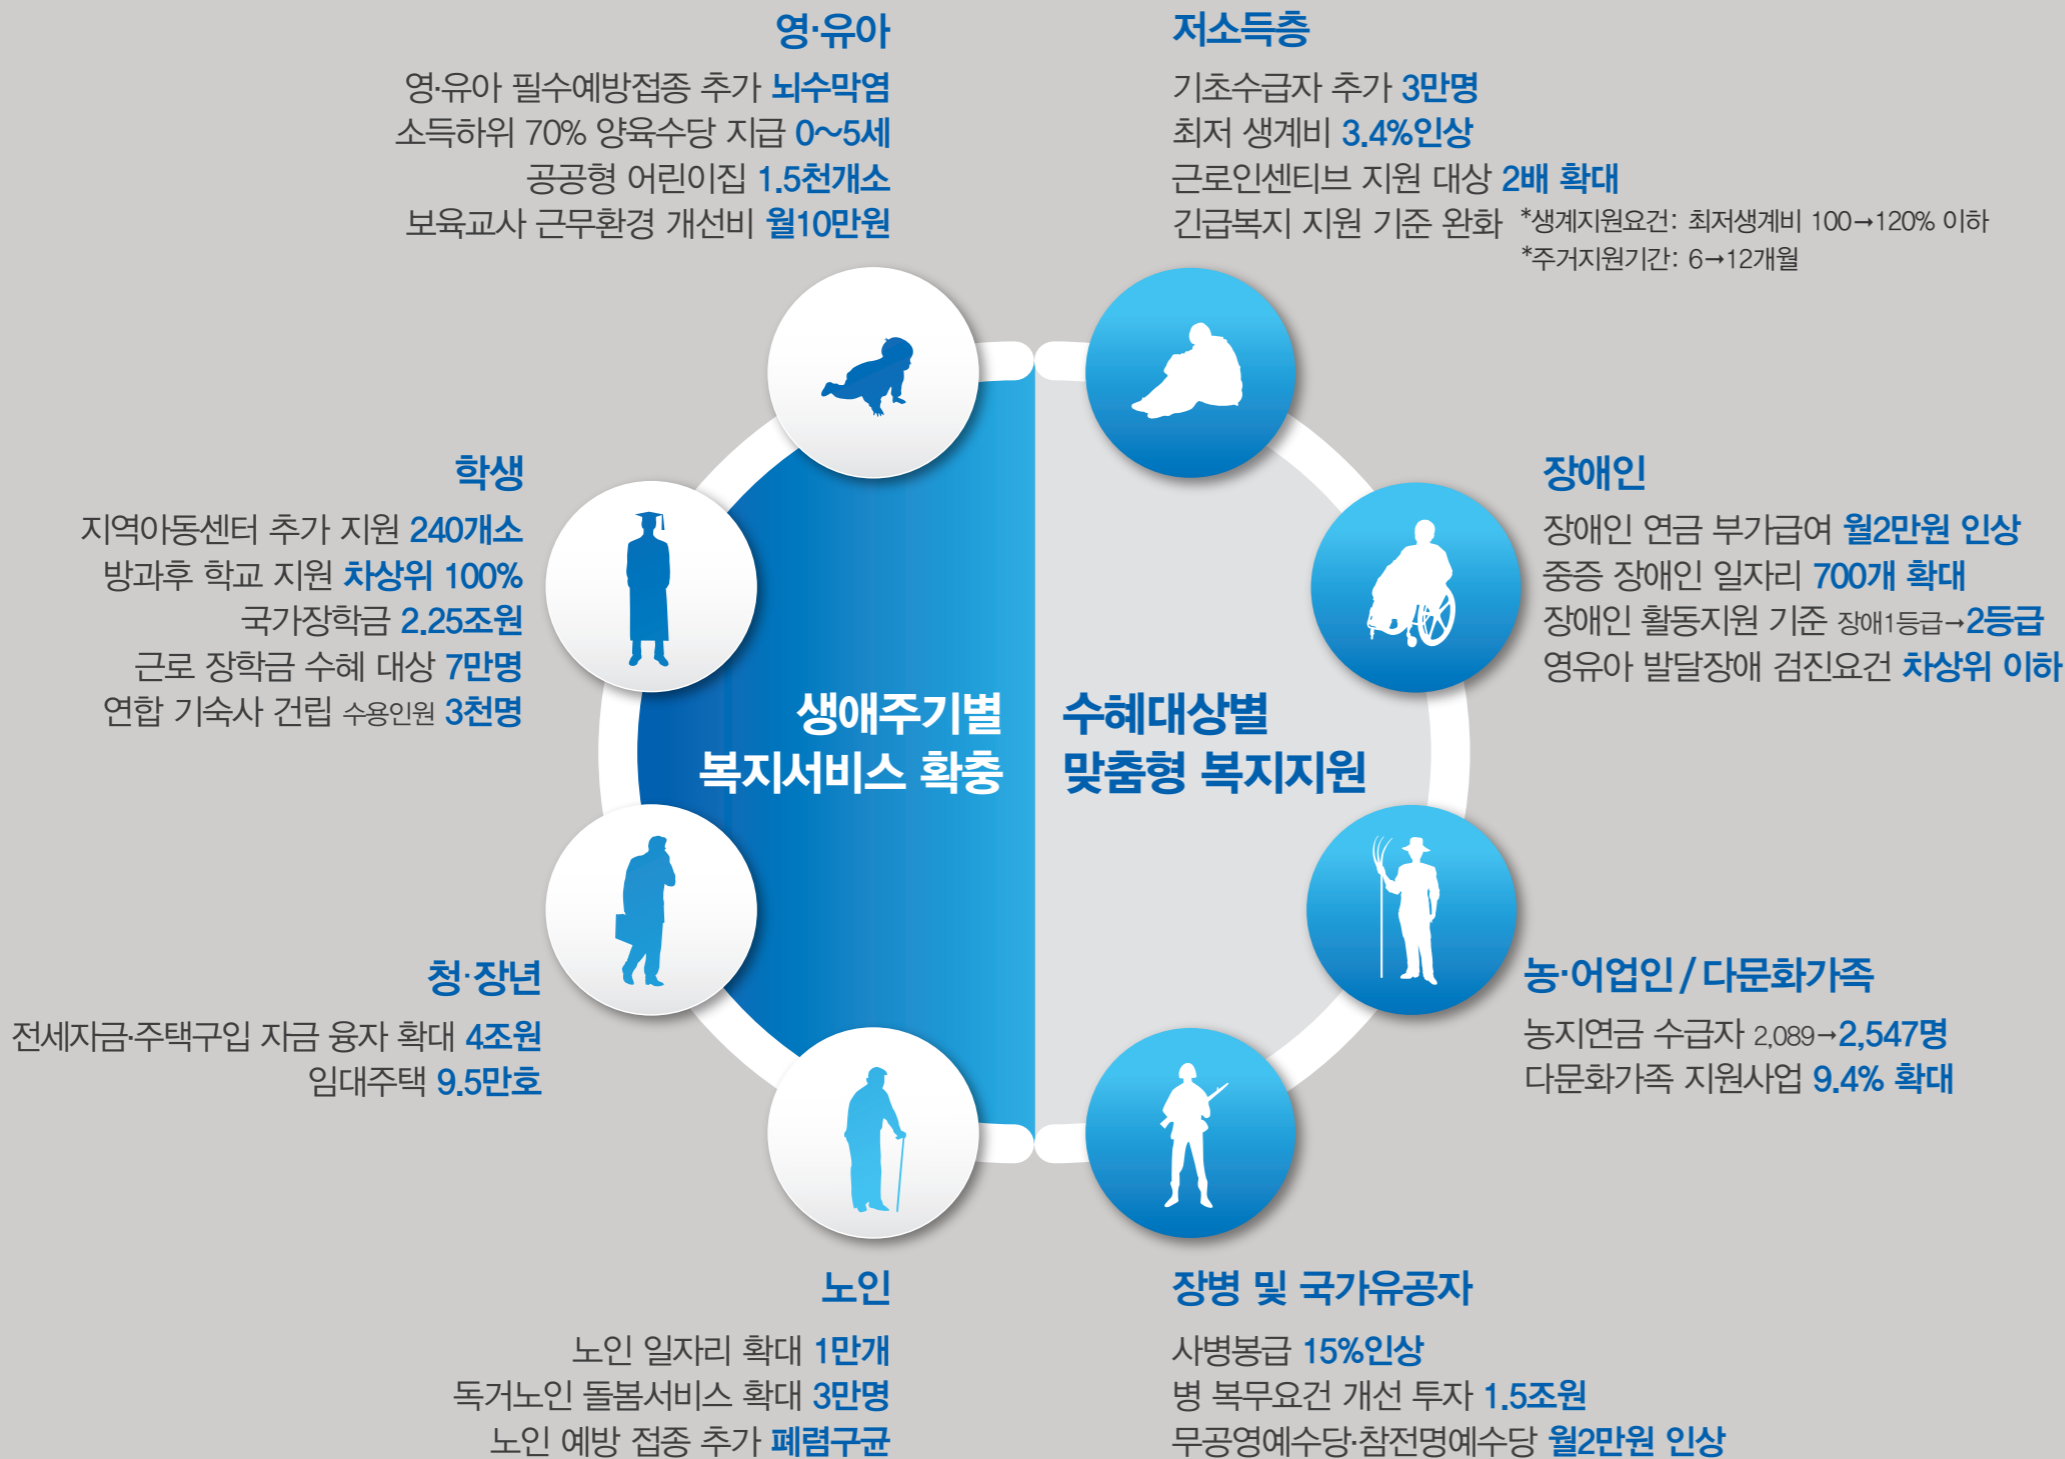 영·유아
영·유아 필수예방접종 추가 뇌수막염
소득하위 70% 양육수당 지급 0~5세
공공형 어린이집 1.5천개소
보육교사 근무환경 개선비 월10만원
저소득층
기초수급자 추가 3만명
최저 생계비 3.4%인상
근로인센티브 지원 대상 2배 확대
긴급복지 지원 기준 완화 *생계지원요건: 최저생계비 100→120% 이하
*주거지원기간: 6→12개월
학생
지역아동센터 추가 지원 240개소
방과후 학교 지원 차상위 100%
국가장학금 2.25조원
근로 장학금 수혜 대상 7만명
연합 기숙사 건립 수용인원 3천명
장애인
장애인 연금 부가급여 월2만원 인상
중증 장애인 일자리 700개 확대
장애인 활동지원 기준 장애1등급→2등급
영유아 발달장애 검진요건 차상위 이하
생애주기별
복지서비스 확충
수혜대상별
맞춤형 복지지원
청·장년
전세자금·주택구입 자금 융자 확대 4조원
임대주택 9.5만호
농·어업인 / 다문화가족
농지연금 수급자 2,089→2,547명
다문화가족 지원사업 9.4% 확대
노인
노인 일자리 확대 1만개
독거노인 돌봄서비스 확대 3만명
노인 예방 접종 추가 폐렴구균
장병 및 국가유공자
사병봉급 15%인상
병 복무요건 개선 투자 1.5조원
무공영예수당·참전명예수당 월2만원 인상